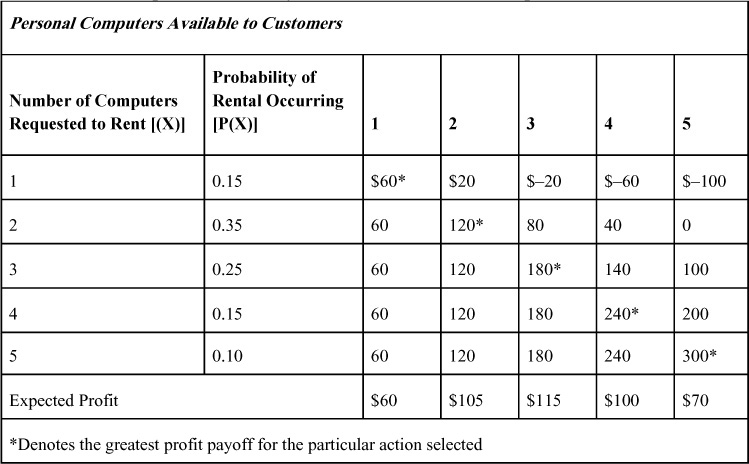 Personal Computers Available to Customers
Number of Computers Requested to Rent [(X)] Probability of Rental Occurring [P(X)] 1 2 3 4 5
1 0.15 $60* $20 $–20 $–60 $–100
2 0.35 60 120* 80 40 0
3 0.25 60 120 180* 140 100
4 0.15 60 120 180 240* 200
5 0.10 60 120 180 240 300*
Expected Profit $60 $105 $115 $100 $70
*Denotes the greatest profit payoff for the particular action selected